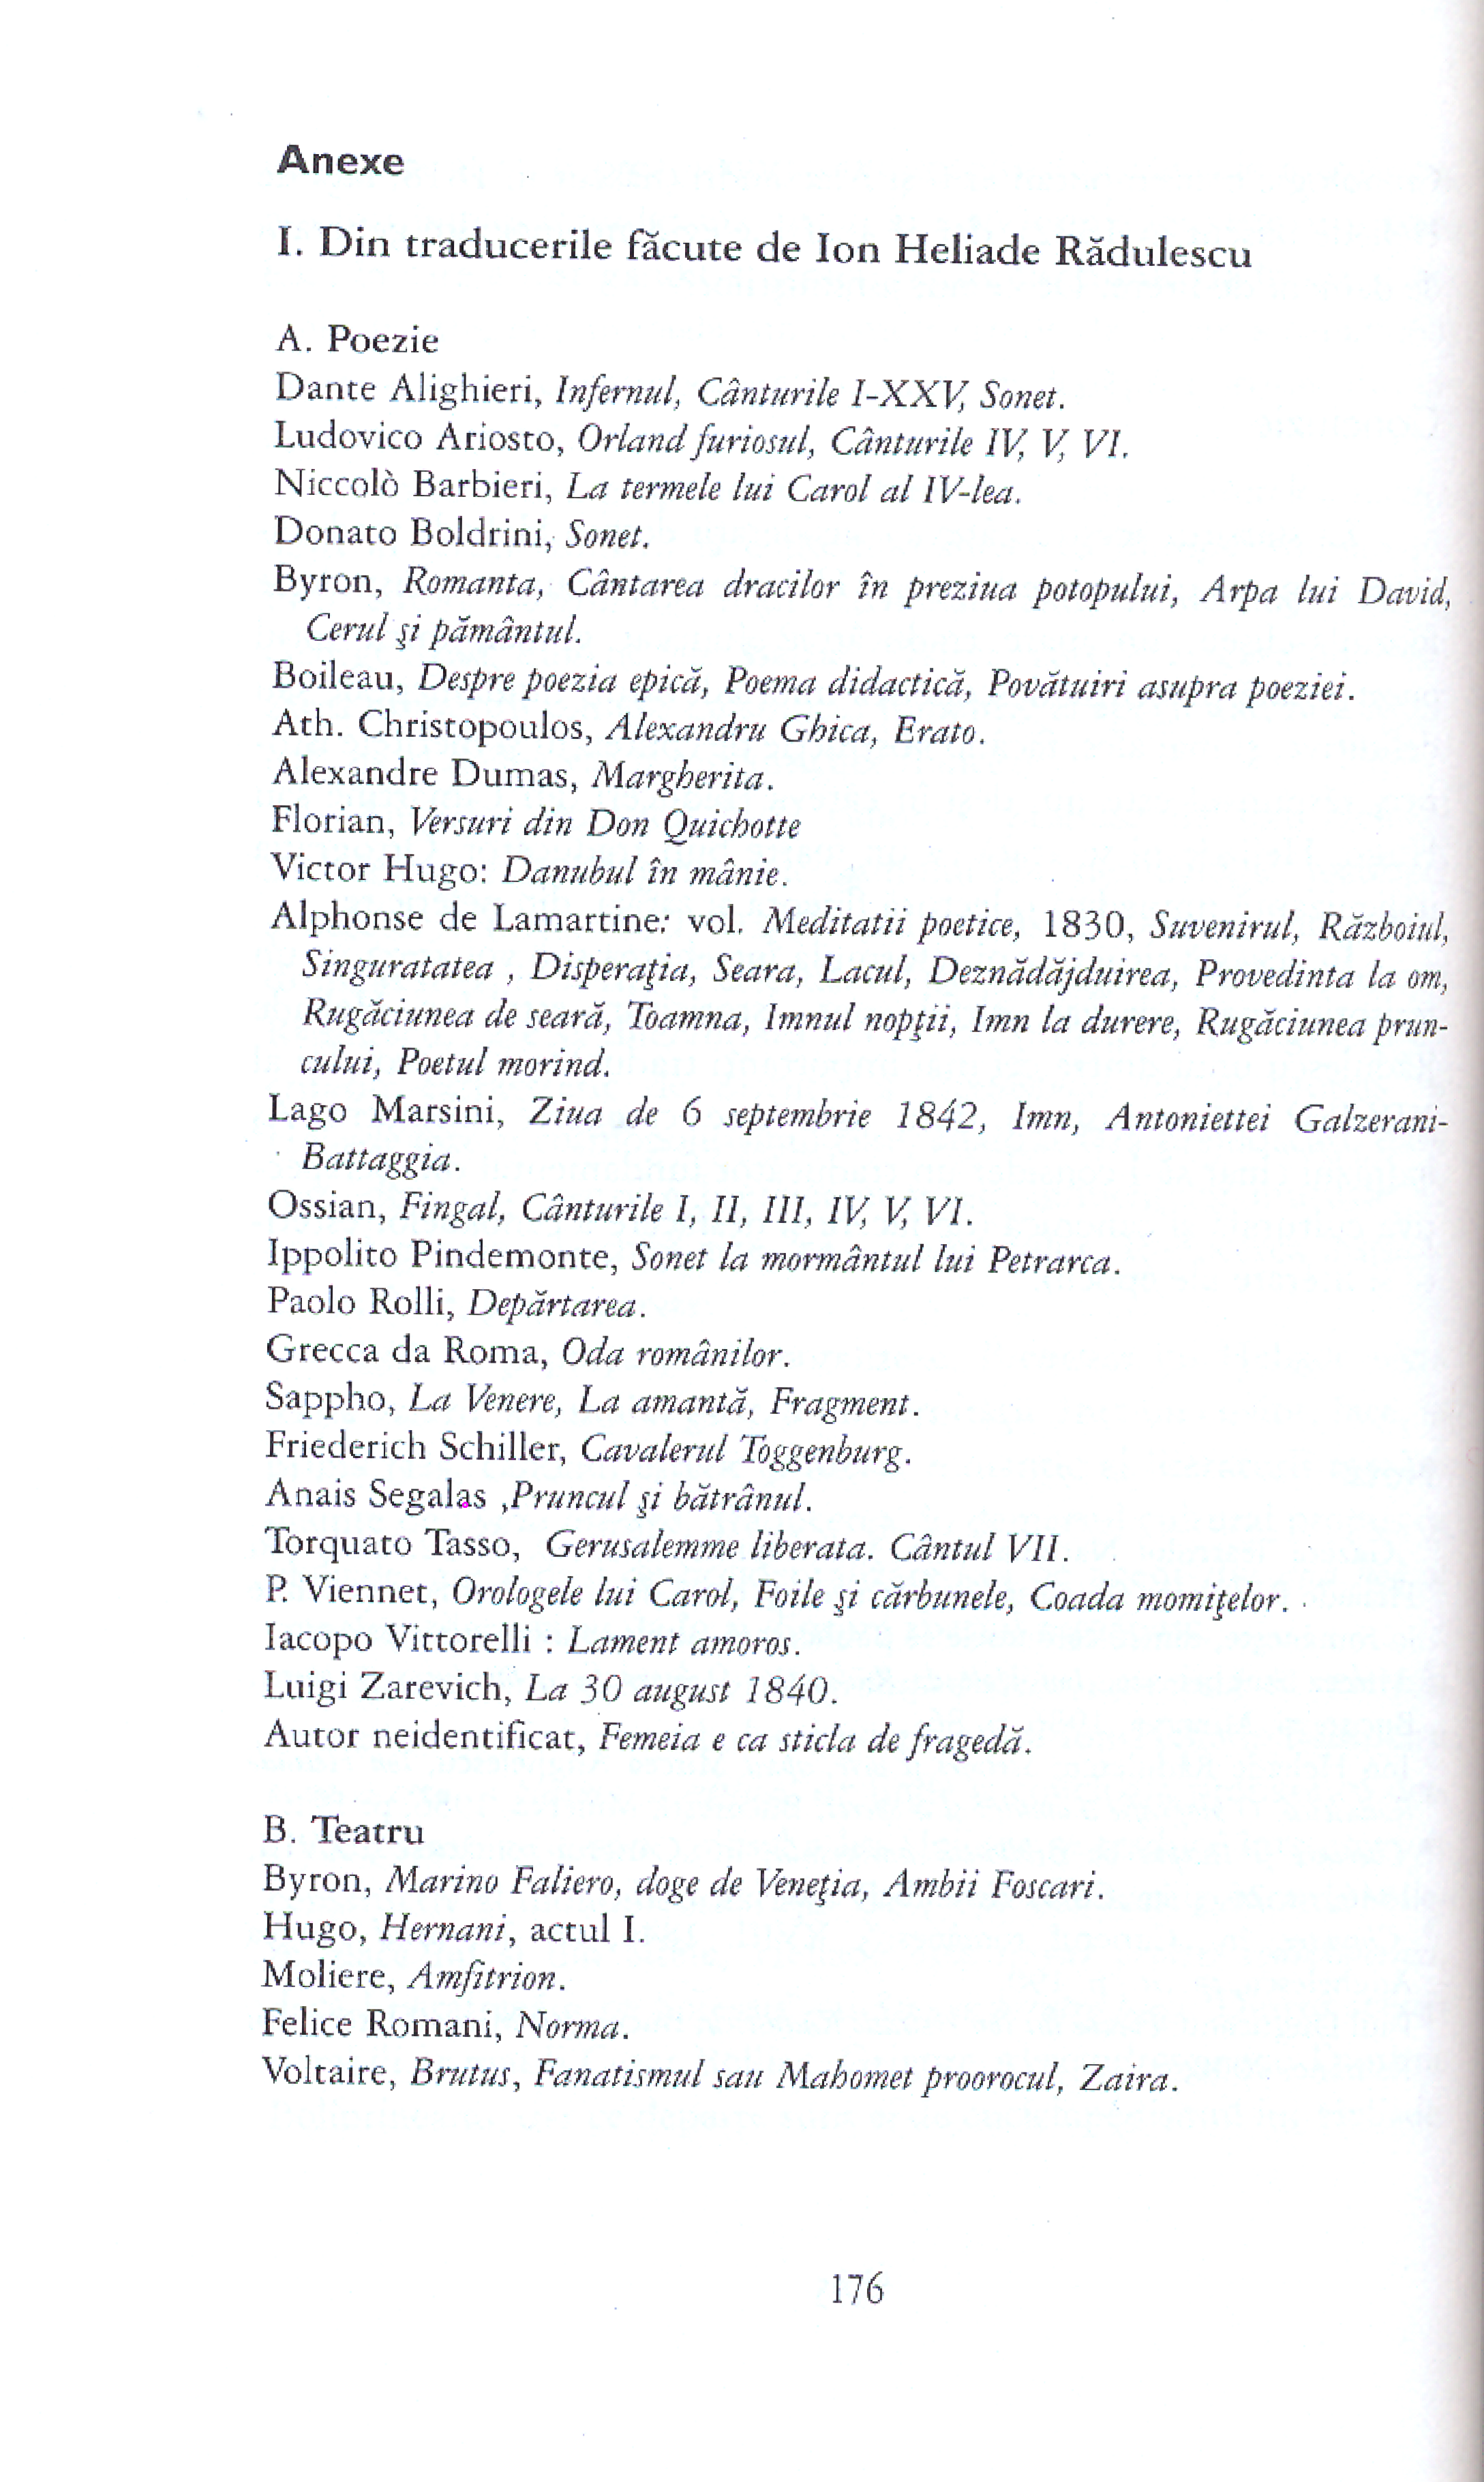 Anexe
I. Din traducerile făcute de Ion Heliade Rădulescu
A. Poezie
Dante Alighieri, Infernul, Cânturile I-XXV, Sonet.
Ludovico Ariosto, Orland furiosul, Cânturile IV, V, VI.
Niccolò Barbieri, La termele lui Carol al IV-lea.
Donato Boldrini, Sonet.
Byron, Romanta, Cântarea dracilor în preziua potopului, Arpa lui David,
Cerul şi pământul.
Boileau, Despre poezia epică, Poema didactică, Povătuiri asupra poeziei.
Ath. Christopoulos, Alexandru Ghica, Erato.
Alexandre Dumas, Margherita.
Florian, Versuri din Don Quichotte
Victor Hugo: Danubul în mânie.
Alphonse de Lamartine: vol. Meditatii poetice, 1830, Suvenirul, Războiul,
Singuratatea , Disperaţia, Seara, Lacul, Deznădăjduirea, Provedinta la om,
Rugăciunea de seară, Toamna, Imnul nopţii, Imn la durere, Rugăciunea prun-
cului, Poetul morind.
Lago Marsini, Ziua de 6 septembrie 1842, Imn, Antoniettei Galzerani-
Battaggia.
Ossian, Fingal, Cânturile I, II, III, IV, V, VI.
Ippolito Pindemonte, Sonet la mormântul lui Petrarca.
Paolo Rolli, Depărtarea.
Grecca da Roma, Oda românilor.
Sappho, La Venere, La amantă, Fragment.
Friederich Schiller, Cavalerul Toggenburg.
Anais Segalas ,Pruncul şi bătrânul.
Torquato Tasso, Gerusalemme liberata. Cântul VII.
P. Viennet, Orologele lui Carol, Foile şi cărbunele, Coada momiţelor.
Iacopo Vittorelli : Lament amoros.
Luigi Zarevich, La 30 august 1840.
Autor neidentificat, Femeia e ca sticla de fragedă.
B. Teatru
Byron, Marino Faliero, doge de Veneţia, Ambii Foscari.
Hugo, Hernani, actul I.
Moliere, Amfitrion.
Felice Romani, Norma.
Voltaire, Brutus, Fanatismul sau Mahomet proorocul, Zaira.
176